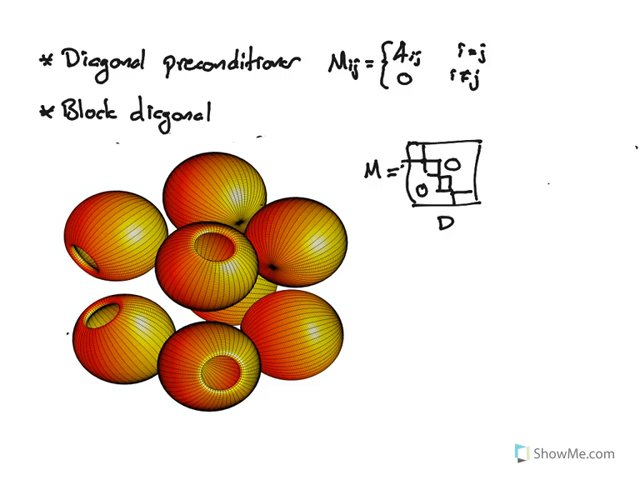 * Diagonal preconditioner Mij = { Aij i=j
0 i≠j
* Block diagonal
M = 0
0
D
ShowMe.com